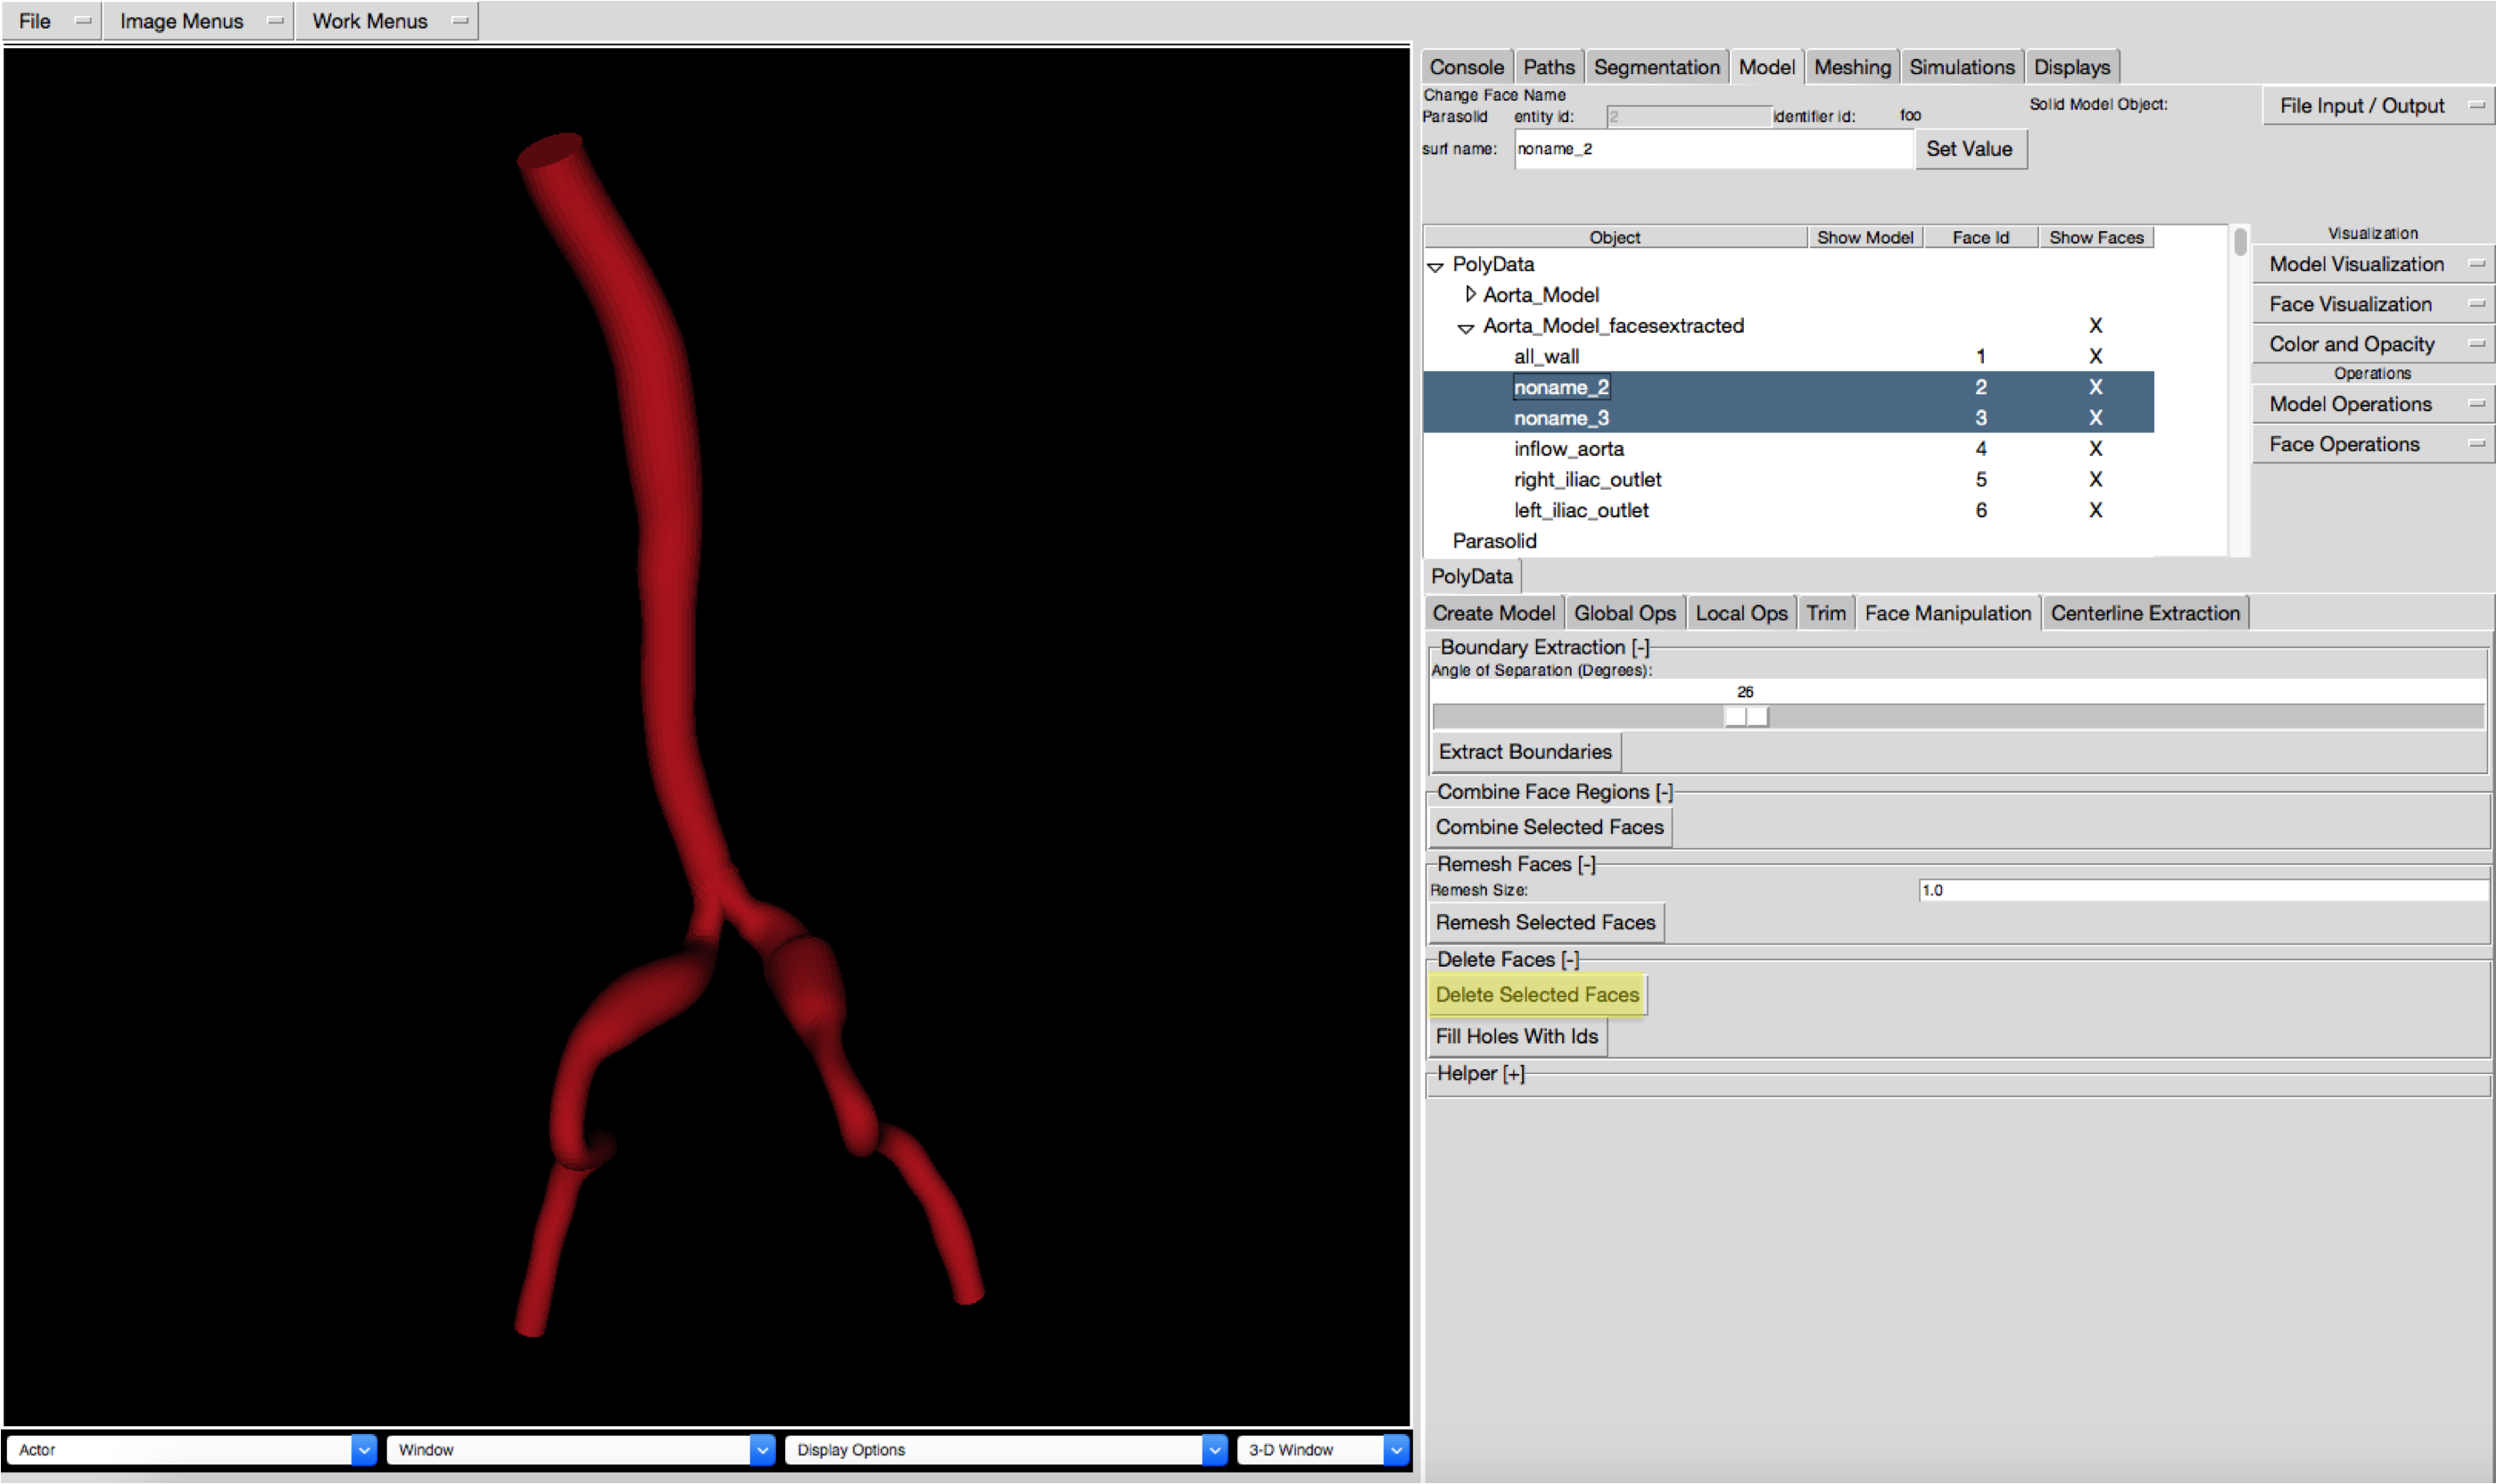 File Image Menus Work Menus
Console Paths Segmentation Model Meshing Simulations Displays
Change Face Name
Solid Model Object: File Input / Output
Parasolid entity id: 2 identifier id: foo
surf name: noname_2 Set Value
Object Show Model Face Id Show Faces
PolyData
Aorta_Model
Aorta_Model_facesextracted X
all_wall 1 X
noname_2 2 X
noname_3 3 X
inflow_aorta 4 X
right_iliac_outlet 5 X
left_iliac_outlet 6 X
Parasolid
Visualization
Model Visualization
Face Visualization
Color and Opacity
Operations
Model Operations
Face Operations
PolyData
Create Model Global Ops Local Ops Trim Face Manipulation Centerline Extraction
Boundary Extraction [-]
Angle of Separation (Degrees):
26
Extract Boundaries
Combine Face Regions [-]
Combine Selected Faces
Remesh Faces [-]
Remesh Size: 1.0
Remesh Selected Faces
Delete Faces [-]
Delete Selected Faces
Fill Holes With Ids
Helper [+]
Actor Window Display Options 3-D Window